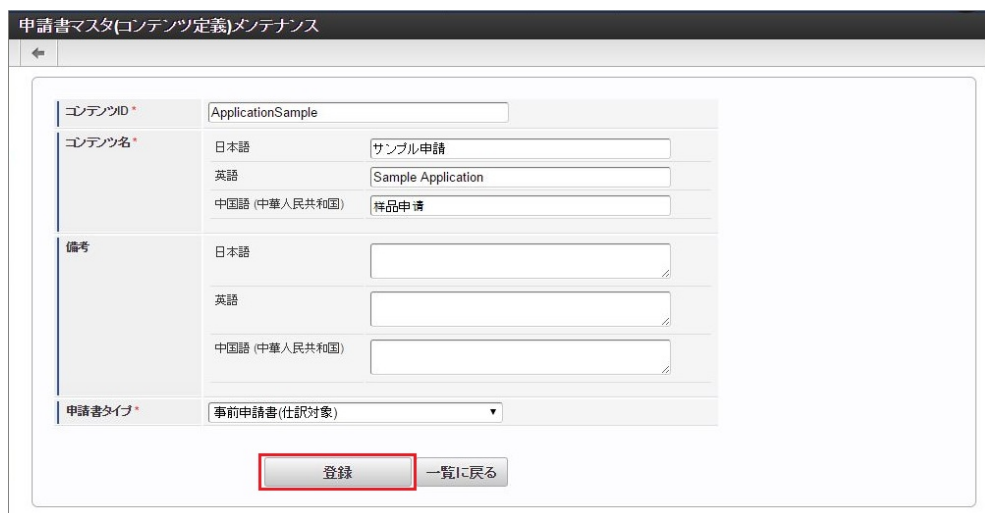 申請書マスタ(コンテンツ定義)メンテナンス
コンテンツID * ApplicationSample
コンテンツ名 * 日本語 サンプル申請
英語 Sample Application
中国語 (中華人民共和国) 样品申请
備考 日本語
英語
中国語 (中華人民共和国)
申請書タイプ * 事前申請書(仕訳対象)
登録 一覧に戻る